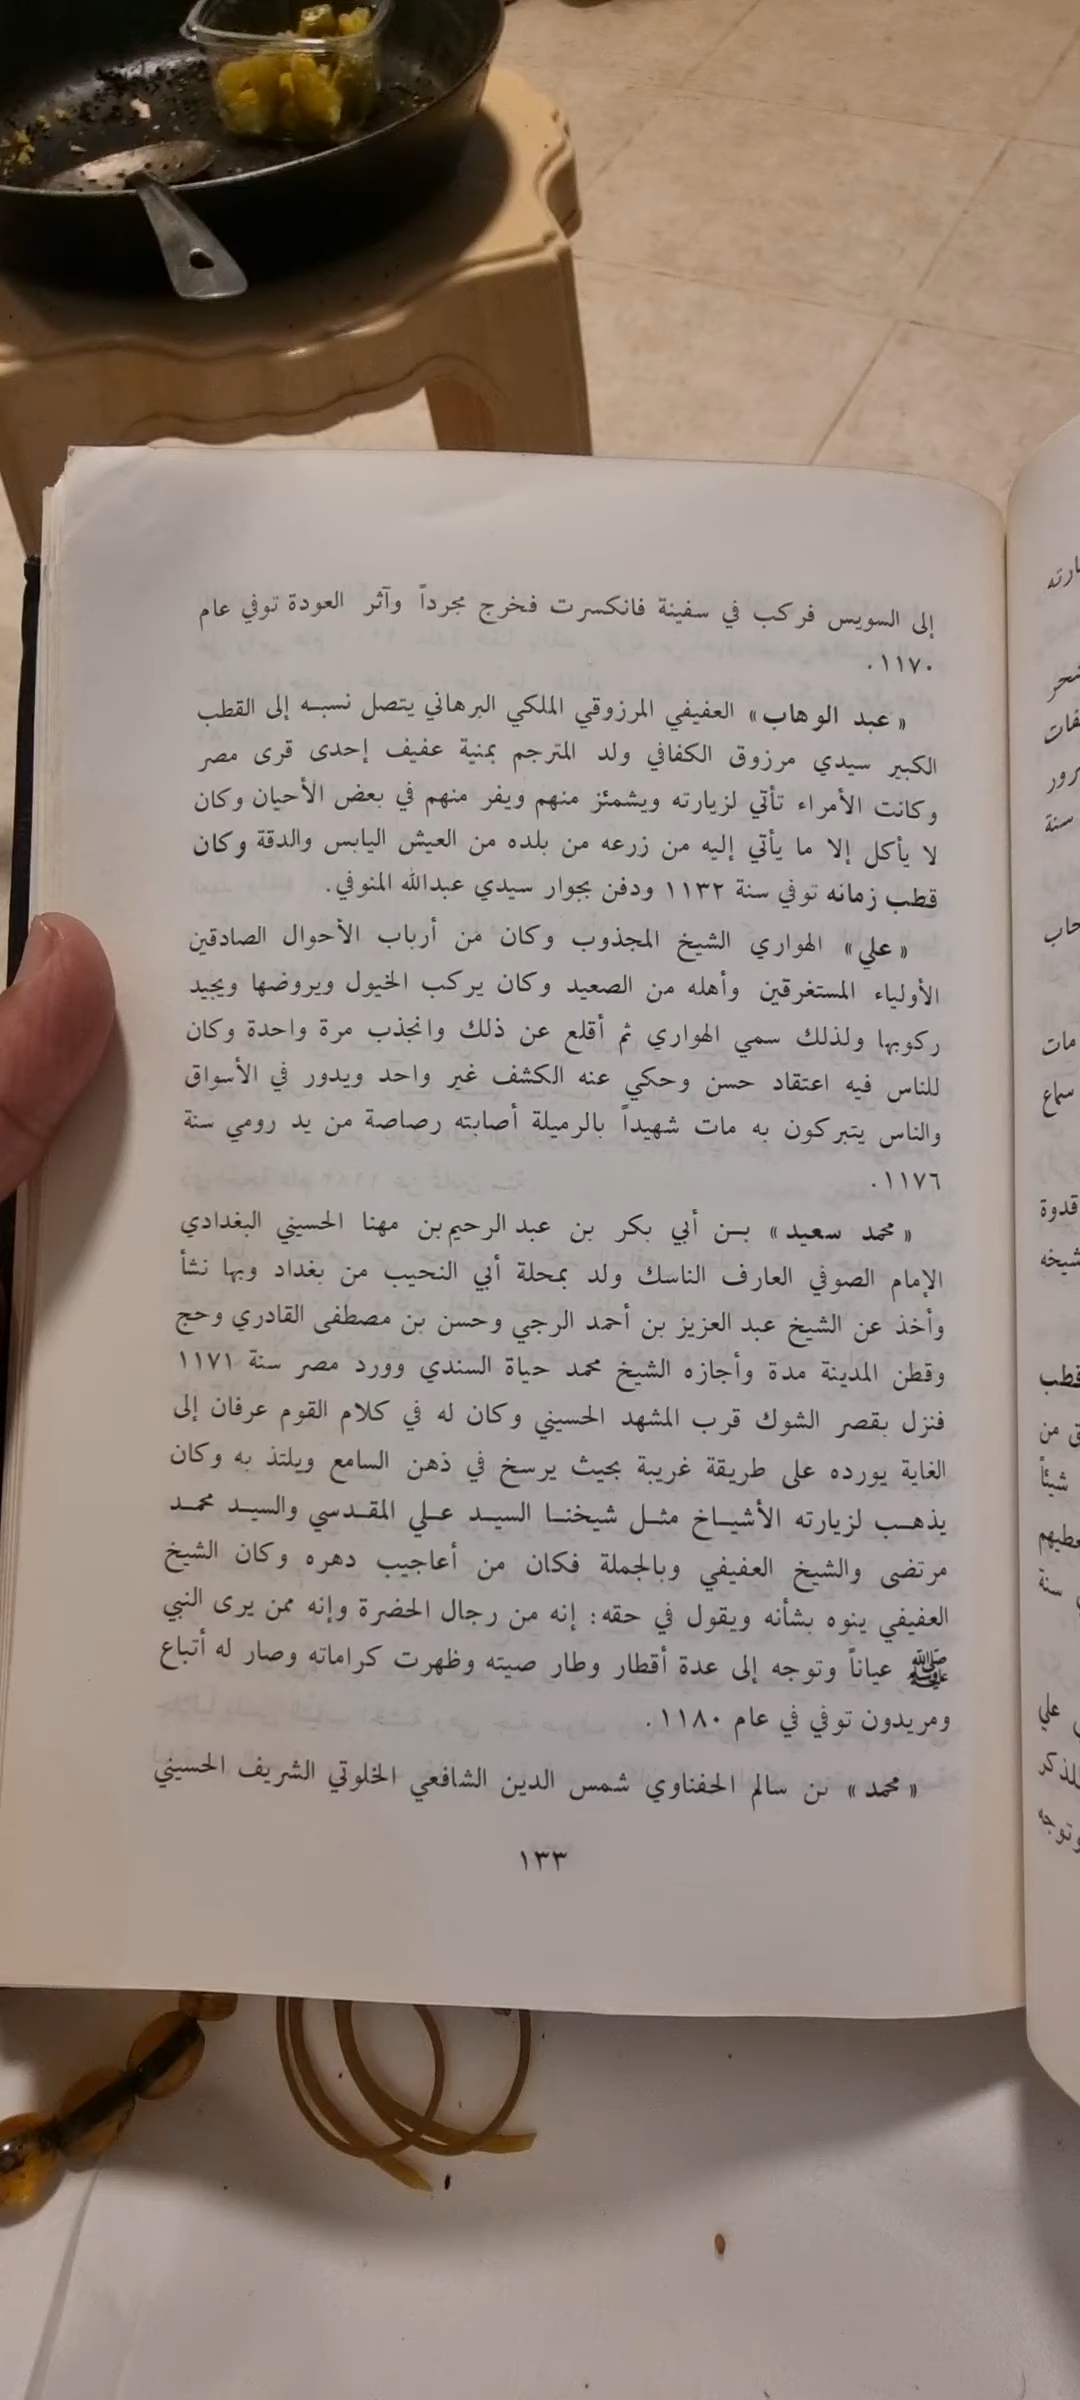 إلى السويس فركب في سفينة فانكسرت فخرج مجرداً وآثر العودة توفي عام
١١٧٠.
« عبد الوهاب» العفيفي المرزوقي الملكي البرهاني يتصل نسبه إلى القطب
الكبير سيدي مرزوق الكفافي ولد المترجم بمنية عفيف إحدى قرى مصر
وكانت الأمراء تأتي لزيارته ويشمئز منهم ويفر منهم في بعض الأحيان وكان
لا يأكل إلا ما يأتي إليه من زرعه من بلده من العيش اليابس والدقة وكان
قطب زمانه توفي سنة ١١٣٢ ودفن بجوار سيدي عبدالله المنوفي.
«علي» الهواري الشيخ المجذوب وكان من أرباب الأحوال الصادقين
الأولياء المستغرقين وأهله من الصعيد وكان يركب الخيول ويروضها ويجيد
ركوبها ولذلك سمي الهواري ثم أقلع عن ذلك وانجذب مرة واحدة وكان
للناس فيه اعتقاد حسن وحكي عنه الكشف غير واحد ويدور في الأسواق
والناس يتبركون به مات شهيداً بالرميلة أصابته رصاصة من يد رومي سنة
١١٧٦.
« محمد سعيد» بن أبي بكر بن عبد الرحيم بن مهنا الحسيني البغدادي
الإمام الصوفي العارف الناسك ولد بمحلة أبي النحيب من بغداد وبها نشأ
وأخذ عن الشيخ عبد العزيز بن أحمد الرجي وحسن بن مصطفى القادري وحج
وقطن المدينة مدة وأجازه الشيخ محمد حياة السندي وورد مصر سنة ١١٧١
فنزل بقصر الشوك قرب المشهد الحسيني وكان له في كلام القوم عرفان إلى
الغاية يورده على طريقة غريبة بحيث يرسخ في ذهن السامع ويلتذ به وكان
يذهب لزيارته الأشياخ مثل شيخنا السيد علي المقدسي والسيد محمد
مرتضى والشيخ العفيفي وبالجملة فكان من أعاجيب دهره وكان الشيخ
العفيفي ينوه بشأنه ويقول في حقه: إنه من رجال الحضرة وإنه ممن يرى النبي
ﷺ عياناً وتوجه إلى عدة أقطار وطار صيته وظهرت كراماته وصار له أتباع
ومريدون توفي في عام ١١٨٠.
« محمد » بن سالم الحفناوي شمس الدين الشافعي الخلوتي الشريف الحسيني
١٣٣